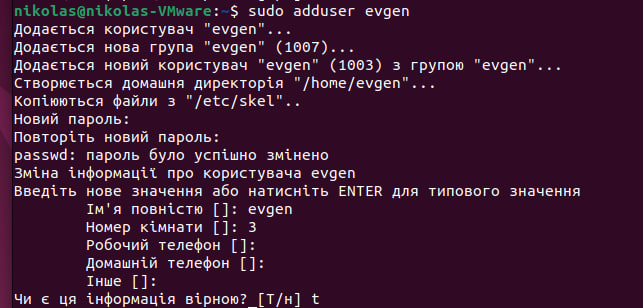 nikolas@nikolas-VMware:~$ sudo adduser evgen
Додається користувач "evgen"...
Додається нова група "evgen" (1007)...
Додається новий користувач "evgen" (1003) з групою "evgen"...
Створюється домашня директорія "/home/evgen"...
Копіюються файли з "/etc/skel"..
Новий пароль:
Повторіть новий пароль:
passwd: пароль було успішно змінено
Зміна інформації про користувача evgen
Введіть нове значення або натисніть ENTER для типового значення
Ім'я повністю []: evgen
Номер кімнати []: 3
Робочий телефон []:
Домашній телефон []:
Інше []:
Чи є ця інформація вірною?_[Т/н] t